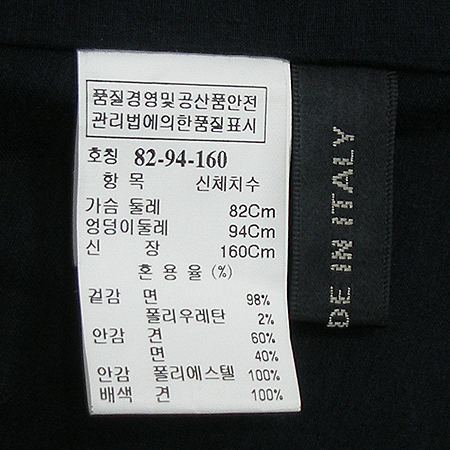 품질경영및공산품안전
관리법에의한품질표시
호칭 82-94-160
항 목 신체치수
가슴 둘레 82Cm
엉덩이둘레 94Cm
신 장 160Cm
혼 용 율 (%)
겉감 면 98%
폴리우레탄 2%
안감 견 60%
면 40%
안감 폴리에스텔 100%
배색 견 100%
DE IN ITALY